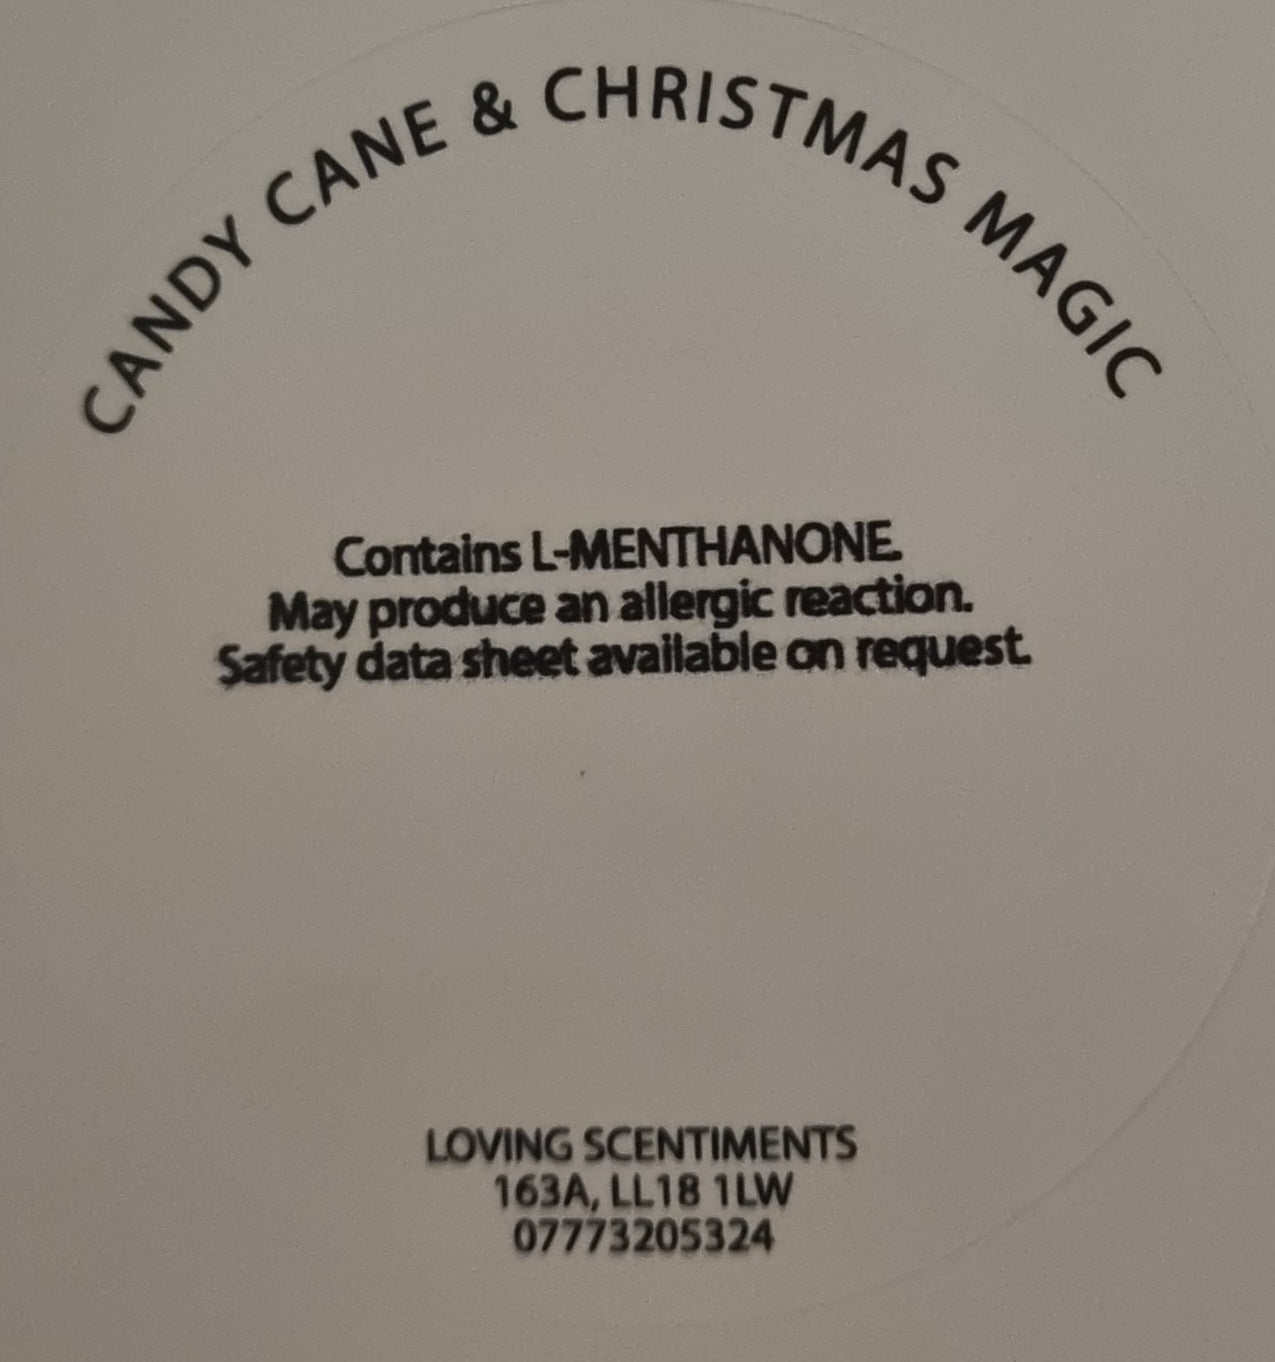 CANDY CANE & CHRISTMAS MAGIC
Contains L-MENTHANONE.
May produce an allergic reaction.
Safety data sheet available on request.
LOVING SCENTIMENTS
163A, LL18 1LW
07773205324